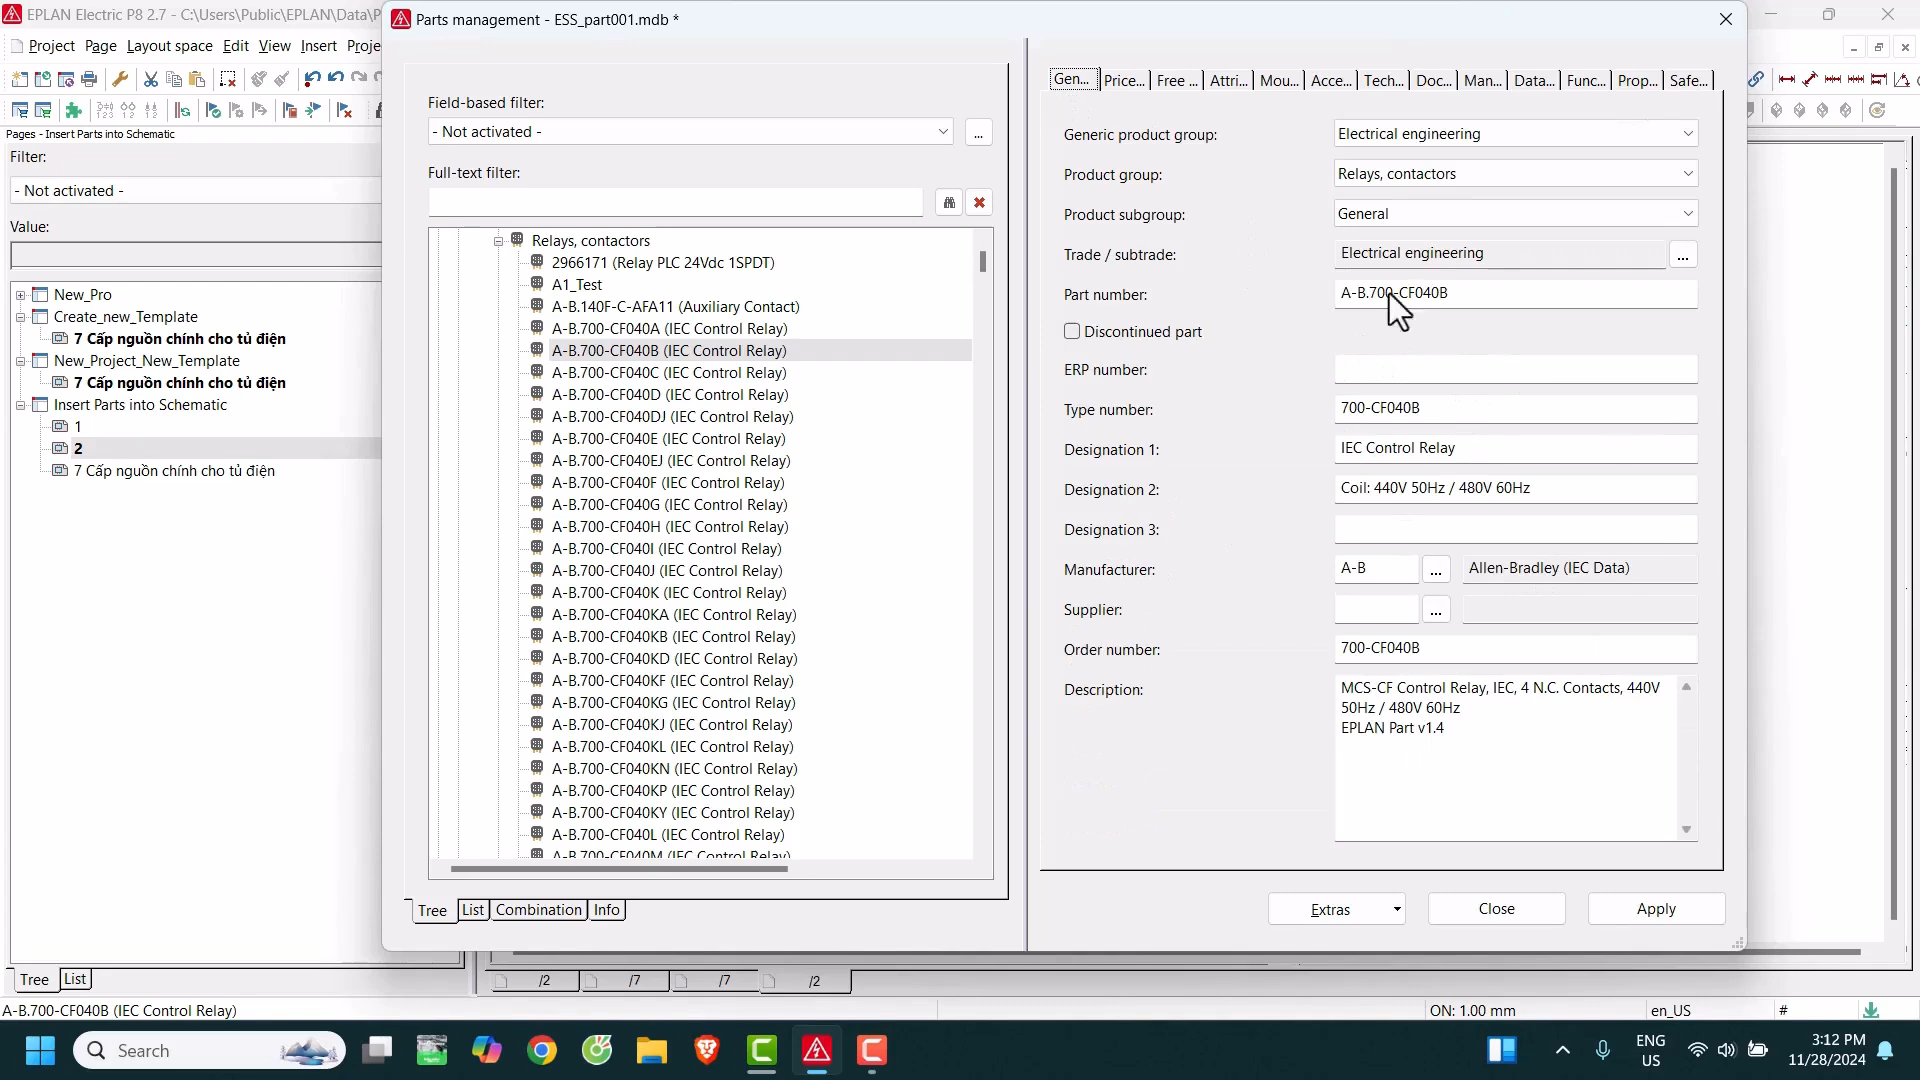 EPLAN Electric P8 2.7 - C:\Users\Public\EPLAN\Data\P
Parts management - ESS_part001.mdb *
Project Page Layout space Edit View Insert Proje
Pages - Insert Parts into Schematic
Filter:
- Not activated -
Value:
New_Pro
Create_new_Template
7 Cấp nguồn chính cho tủ điện
New_Project_New_Template
7 Cấp nguồn chính cho tủ điện
Insert Parts into Schematic
1
2
7 Cấp nguồn chính cho tủ điện
Tree List
Field-based filter:
- Not activated -
...
Full-text filter:
Relays, contactors
2966171 (Relay PLC 24Vdc 1SPDT)
A1_Test
A-B.140F-C-AFA11 (Auxiliary Contact)
A-B.700-CF040A (IEC Control Relay)
A-B.700-CF040B (IEC Control Relay)
A-B.700-CF040C (IEC Control Relay)
A-B.700-CF040D (IEC Control Relay)
A-B.700-CF040DJ (IEC Control Relay)
A-B.700-CF040E (IEC Control Relay)
A-B.700-CF040EJ (IEC Control Relay)
A-B.700-CF040F (IEC Control Relay)
A-B.700-CF040G (IEC Control Relay)
A-B.700-CF040H (IEC Control Relay)
A-B.700-CF040I (IEC Control Relay)
A-B.700-CF040J (IEC Control Relay)
A-B.700-CF040K (IEC Control Relay)
A-B.700-CF040KA (IEC Control Relay)
A-B.700-CF040KB (IEC Control Relay)
A-B.700-CF040KD (IEC Control Relay)
A-B.700-CF040KF (IEC Control Relay)
A-B.700-CF040KG (IEC Control Relay)
A-B.700-CF040KJ (IEC Control Relay)
A-B.700-CF040KL (IEC Control Relay)
A-B.700-CF040KN (IEC Control Relay)
A-B.700-CF040KP (IEC Control Relay)
A-B.700-CF040KY (IEC Control Relay)
A-B.700-CF040L (IEC Control Relay)
A-B.700-CF040M (IEC Control Relay)
Tree List Combination Info
Gen... Price... Free ... Attri... Mou... Acce... Tech... Doc... Man... Data... Func... Prop... Safe...
Generic product group: Electrical engineering
Product group: Relays, contactors
Product subgroup: General
Trade / subtrade: Electrical engineering ...
Part number: A-B.700-CF040B
Discontinued part
ERP number:
Type number: 700-CF040B
Designation 1: IEC Control Relay
Designation 2: Coil: 440V 50Hz / 480V 60Hz
Designation 3:
Manufacturer: A-B ... Allen-Bradley (IEC Data)
Supplier: ...
Order number: 700-CF040B
Description: MCS-CF Control Relay, IEC, 4 N.C. Contacts, 440V
50Hz / 480V 60Hz
EPLAN Part v1.4
Extras Close Apply
/2 /7 /7 /2
A-B.700-CF040B (IEC Control Relay)
ON: 1.00 mm en_US #
Search
ENG
US
3:12 PM
11/28/2024